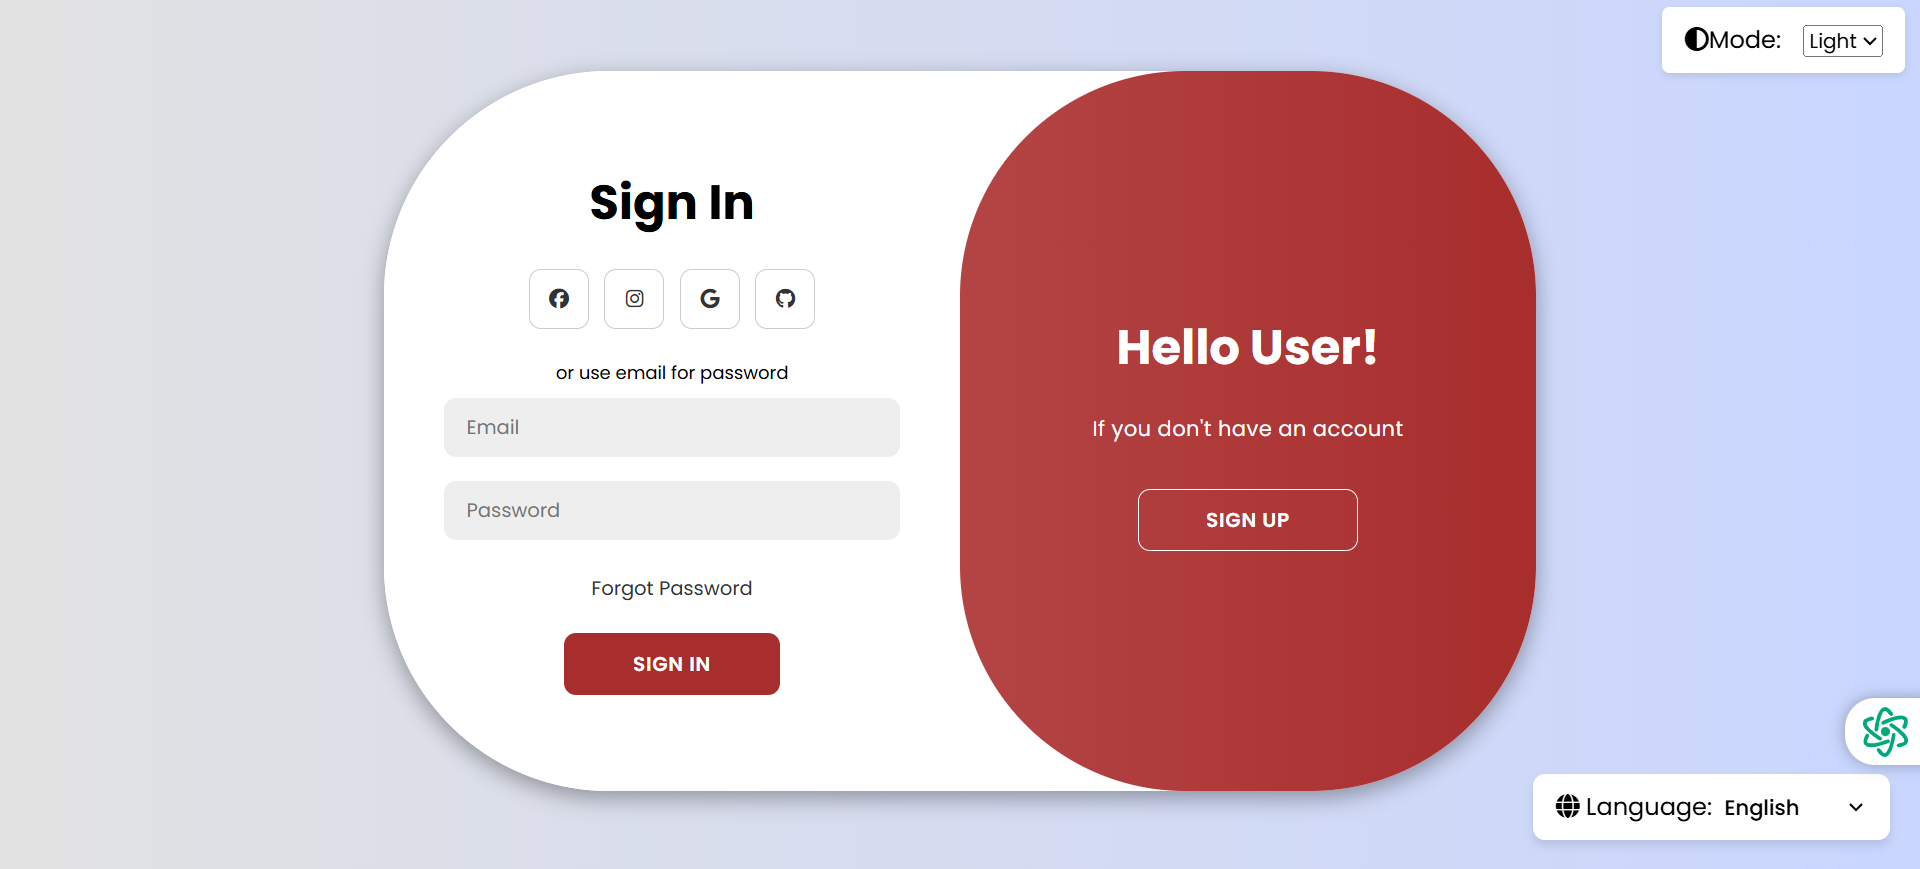 Mode: Light
Sign In
or use email for password
Email
Password
Forgot Password
SIGN IN
Hello User!
If you don't have an account
SIGN UP
Language: English